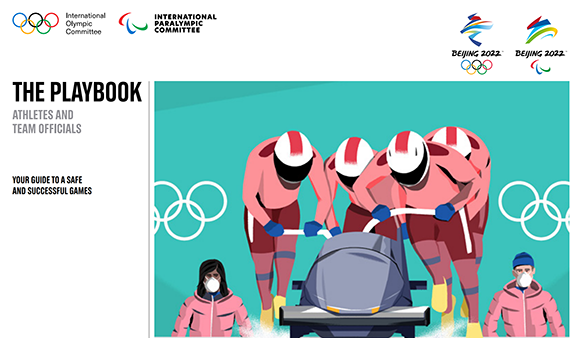 International
Olympic
Committee
INTERNATIONAL
PARALYMPIC
COMMITTEE
BEIJING 2022
BEIJING 2022
THE PLAYBOOK
ATHLETES AND
TEAM OFFICIALS
YOUR GUIDE TO A SAFE
AND SUCCESSFUL GAMES